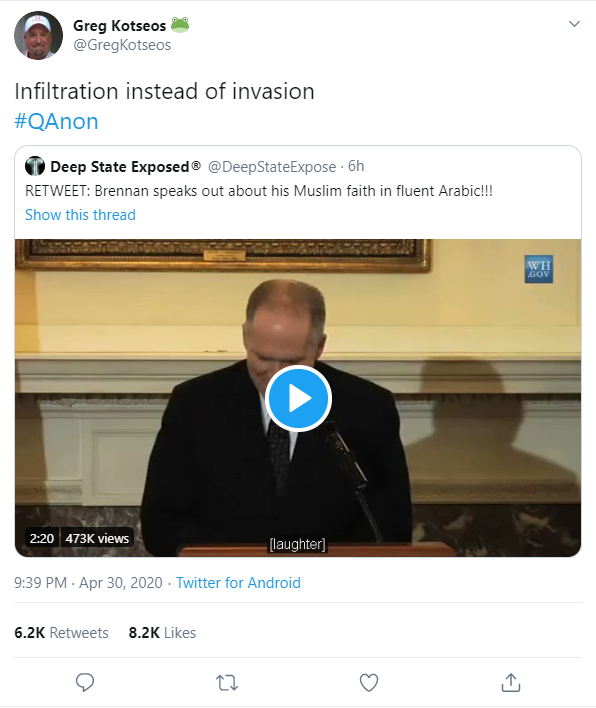 Greg Kotseos 🐸
@GregKotseos
Infiltration instead of invasion
#QAnon
Deep State Exposed® @DeepStateExpose · 6h
RETWEET: Brennan speaks out about his Muslim faith in fluent Arabic!!!
Show this thread
WH
.GOV
2:20 473K views
[laughter]
9:39 PM · Apr 30, 2020 · Twitter for Android
6.2K Retweets 8.2K Likes